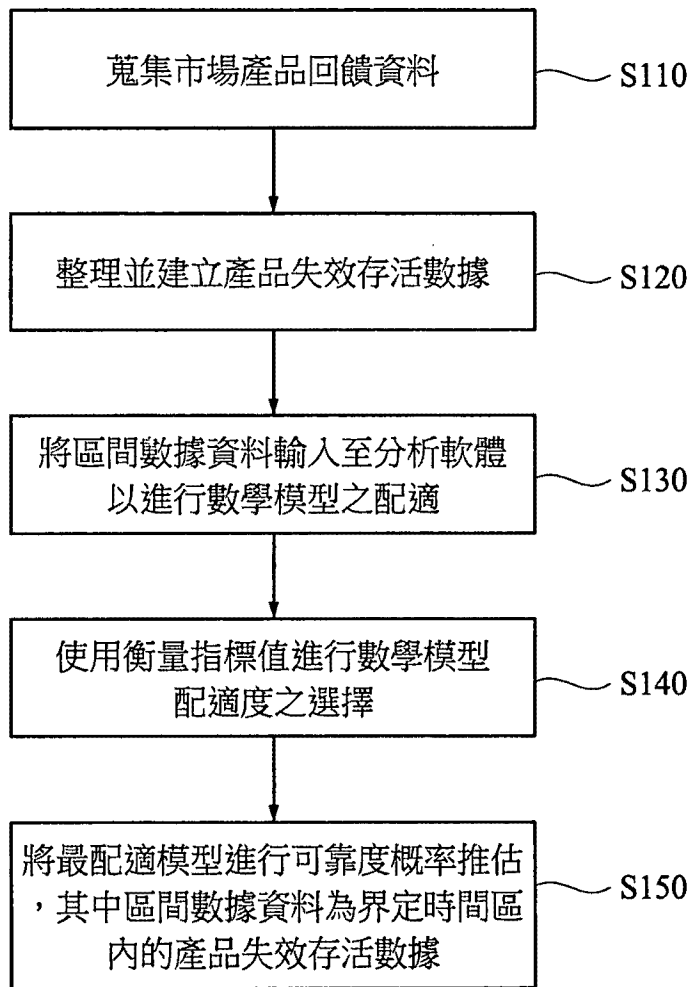 蒐集市場產品回饋資料
S110
整理並建立產品失效存活數據
S120
將區間數據資料輸入至分析軟體
以進行數學模型之配適
S130
使用衡量指標值進行數學模型
配適度之選擇
S140
將最配適模型進行可靠度概率推估
，其中區間數據資料為界定時間區
內的產品失效存活數據
S150